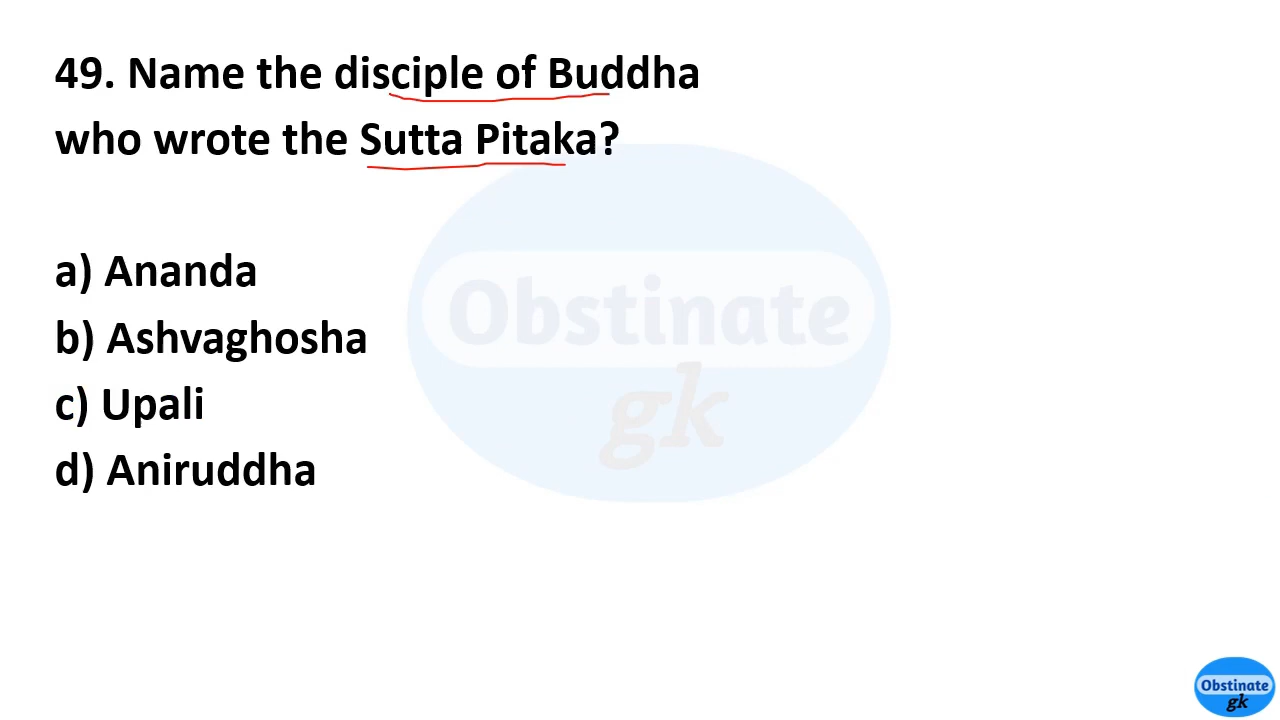 49. Name the disciple of Buddha
who wrote the Sutta Pitaka?
a) Ananda
b) Ashvaghosha
c) Upali
d) Aniruddha
Obstinate
gk
Obstinate
gk